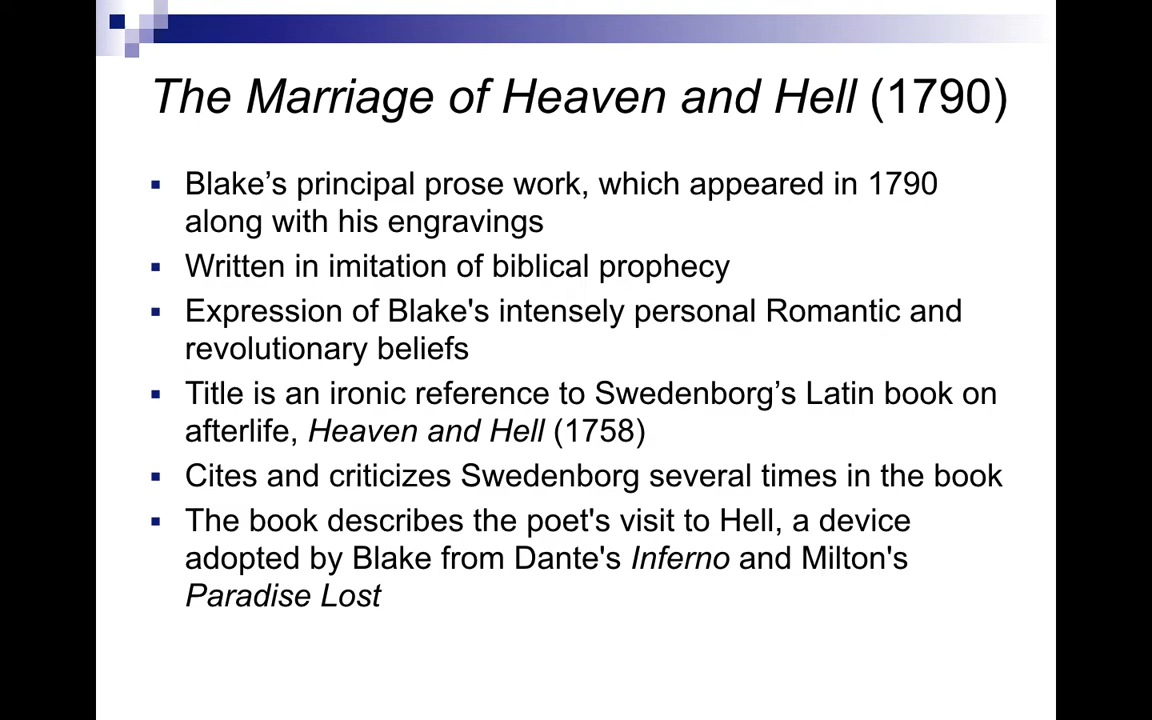 The Marriage of Heaven and Hell (1790)
Blake’s principal prose work, which appeared in 1790
along with his engravings
Written in imitation of biblical prophecy
Expression of Blake's intensely personal Romantic and
revolutionary beliefs
Title is an ironic reference to Swedenborg’s Latin book on
afterlife, Heaven and Hell (1758)
Cites and criticizes Swedenborg several times in the book
The book describes the poet's visit to Hell, a device
adopted by Blake from Dante's Inferno and Milton's
Paradise Lost